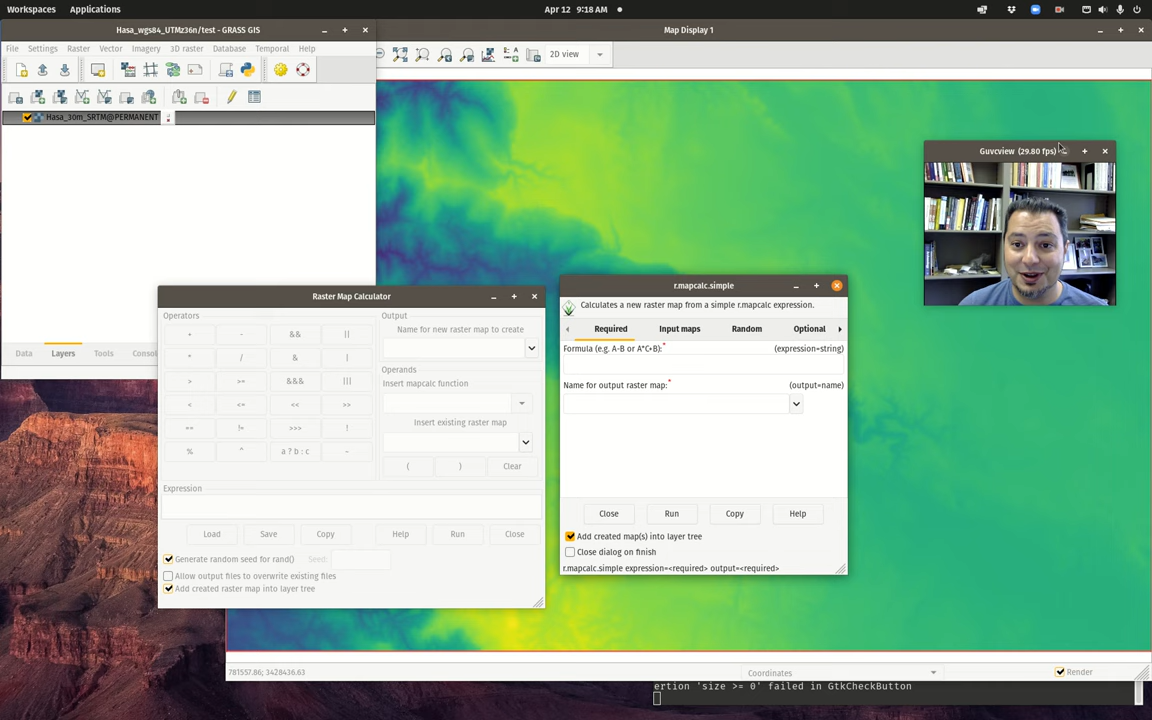 Workspaces
Applications
Apr 12 9:18 AM
Hasa_wgs84_UTMz36n/test - GRASS GIS
File Settings Raster Vector Imagery 3D raster Database Temporal Help
Hasa_30m_SRTM@PERMANENT
Data Layers Tools Consol
Map Display 1
2D view
Guvcview (29.80 fps)
Raster Map Calculator
Operators
+ - && ||
* / & |
> >= &&& |||
< <= << >>
== != >>> !
% ^ a ? b : c ~
Output
Name for new raster map to create
Operands
Insert mapcalc function
Insert existing raster map
( ) Clear
Expression
Load Save Copy Help Run Close
Generate random seed for rand() Seed:
Allow output files to overwrite existing files
Add created raster map into layer tree
r.mapcalc.simple
Calculates a new raster map from a simple r.mapcalc expression.
Required Input maps Random Optional
Formula (e.g. A-B or A*C+B):* (expression=string)
Name for output raster map:* (output=name)
Close Run Copy Help
Add created map(s) into layer tree
Close dialog on finish
r.mapcalc.simple expression=<required> output=<required>
781557.86; 3428436.63
Coordinates
Render
ertion 'size >= 0' failed in GtkCheckButton